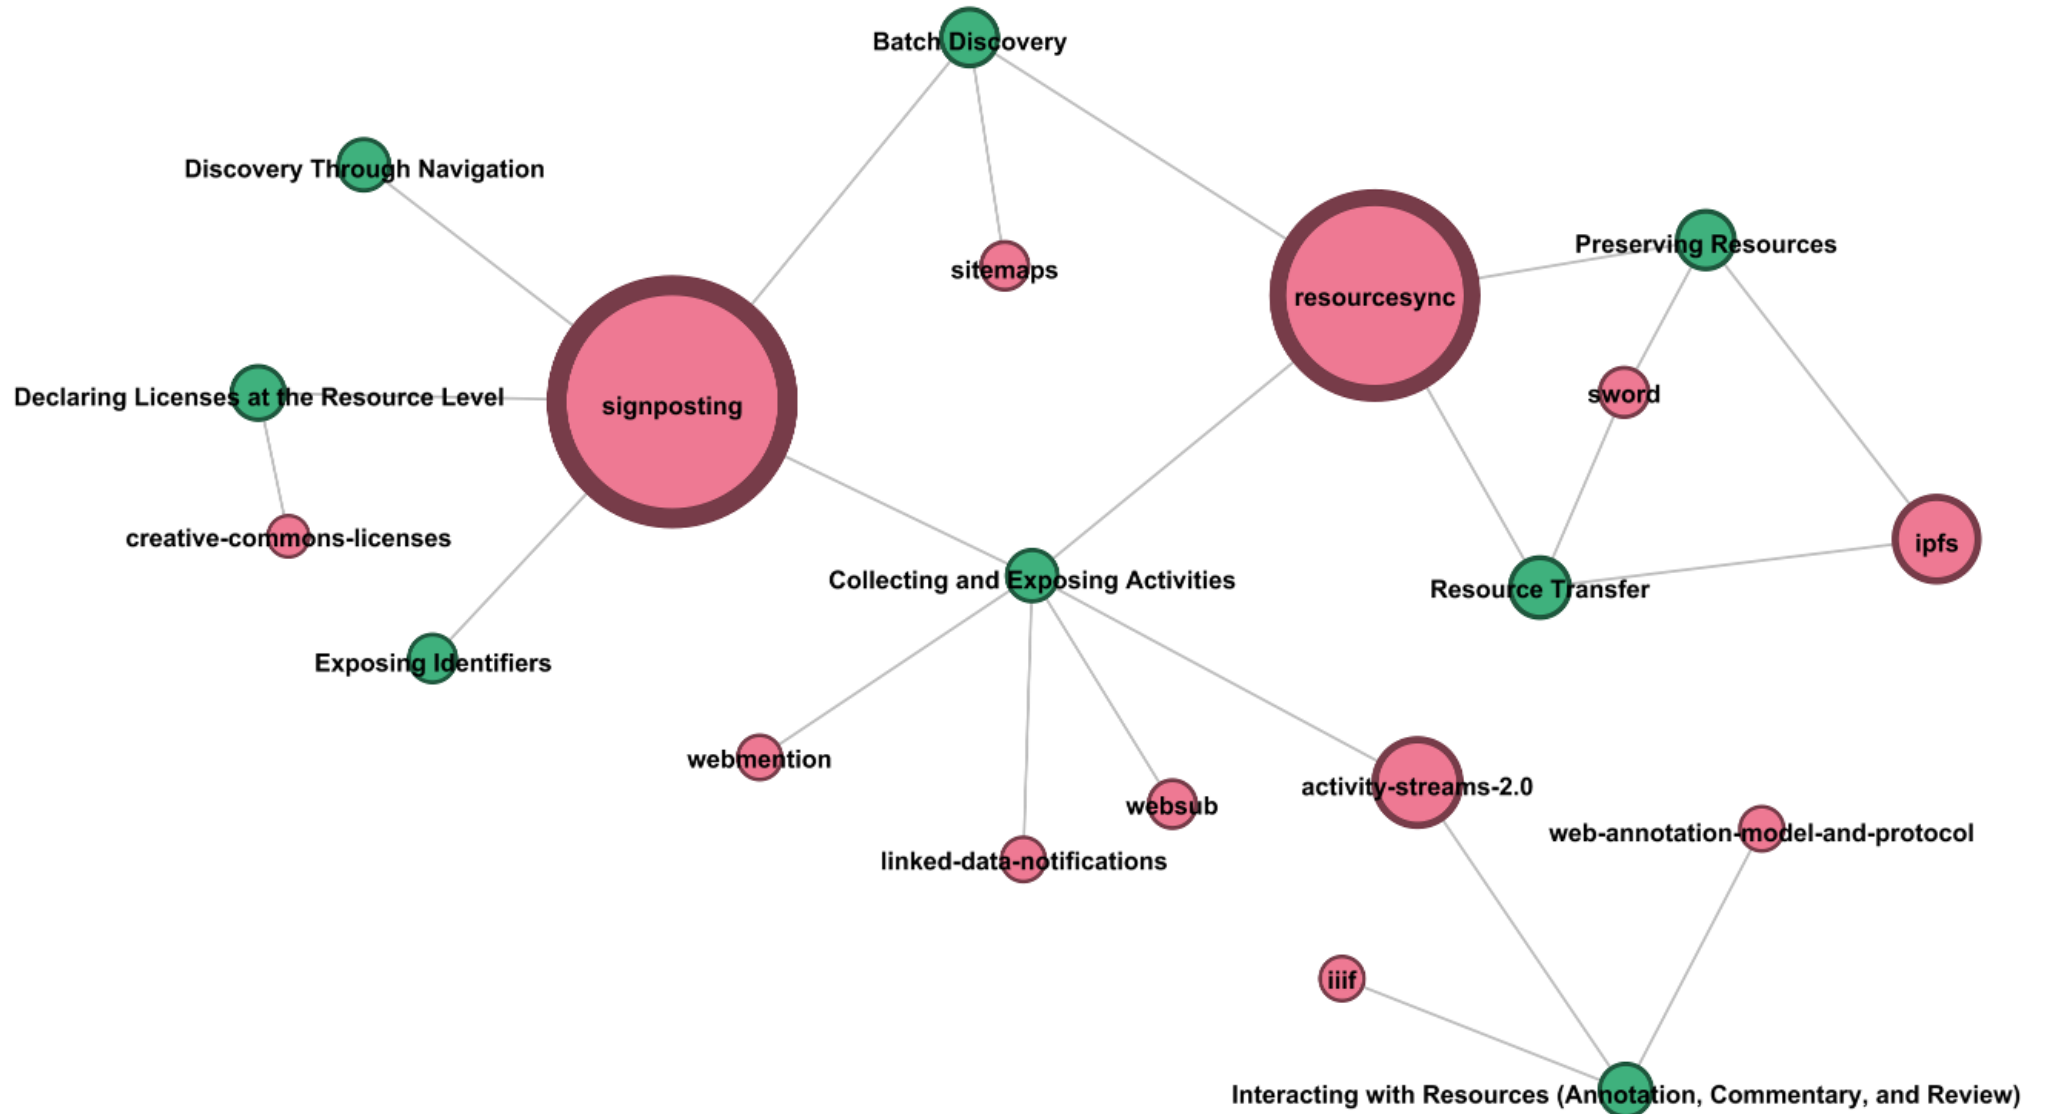 Batch Discovery
Discovery Through Navigation
Preserving Resources
sitemaps
resourcesync
Declaring Licenses at the Resource Level
signposting
sword
creative-commons-licenses
ipfs
Collecting and Exposing Activities
Resource Transfer
Exposing Identifiers
webmention
activity-streams-2.0
websub
web-annotation-model-and-protocol
linked-data-notifications
iiif
Interacting with Resources (Annotation, Commentary, and Review)